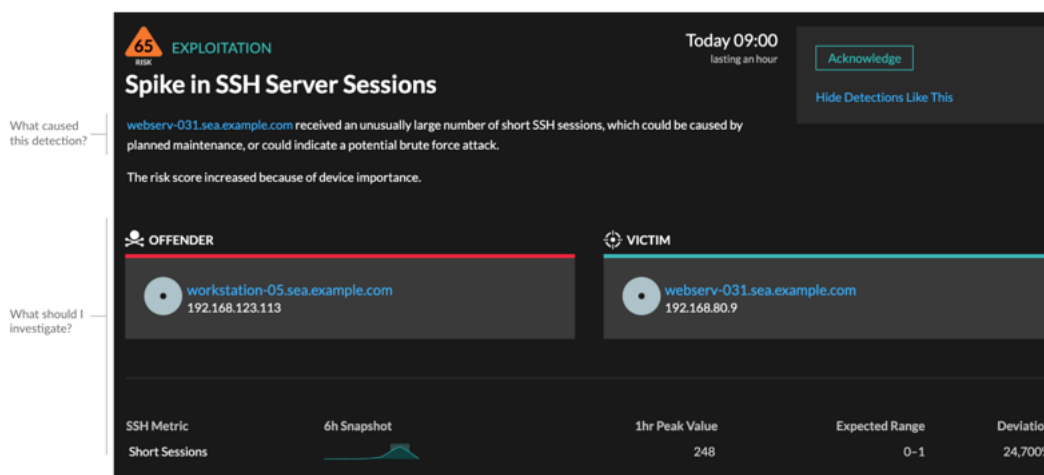 65
RISK
EXPLOITATION
Spike in SSH Server Sessions
Today 09:00
lasting an hour
Acknowledge
Hide Detections Like This
What caused
this detection?
webserv-031.sea.example.com received an unusually large number of short SSH sessions, which could be caused by
planned maintenance, or could indicate a potential brute force attack.
The risk score increased because of device importance.
What should I
investigate?
OFFENDER
workstation-05.sea.example.com
192.168.123.113
VICTIM
webserv-031.sea.example.com
192.168.80.9
SSH Metric 6h Snapshot 1hr Peak Value Expected Range Deviatio
Short Sessions 248 0–1 24,700%